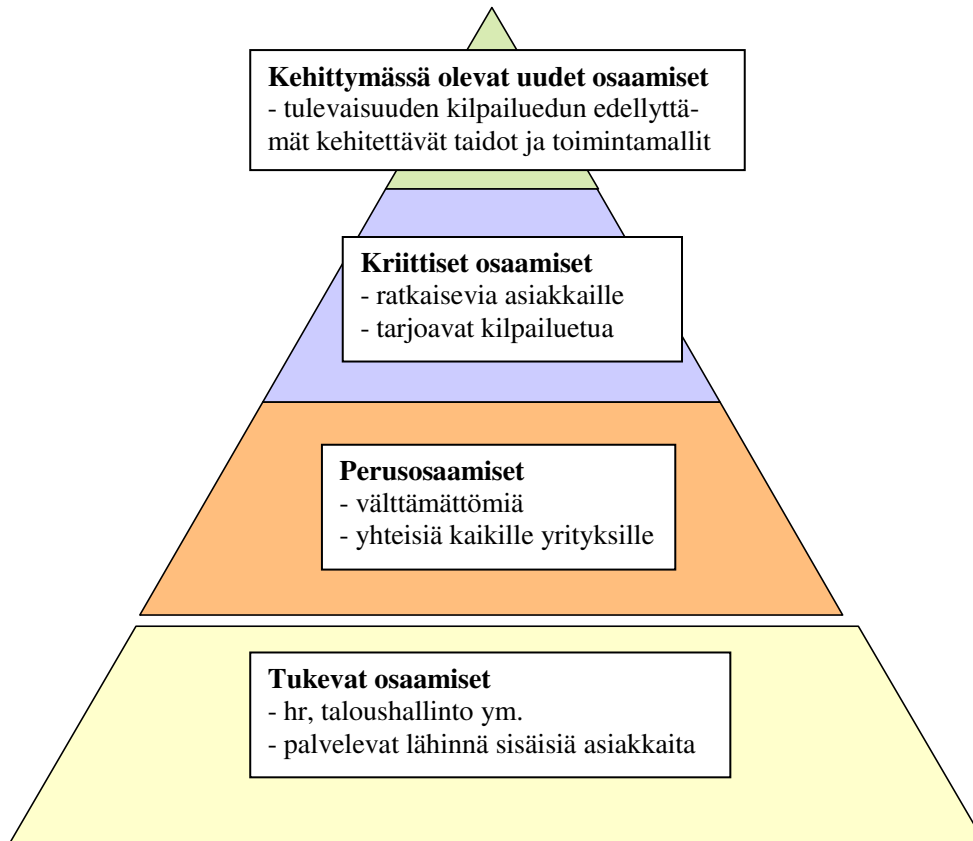 Kehittymässä olevat uudet osaamiset
- tulevaisuuden kilpailuedun edellyttä-
mät kehitettävät taidot ja toimintamallit
Kriittiset osaamiset
- ratkaisevia asiakkaille
- tarjoavat kilpailuetua
Perusosaamiset
- välttämättömiä
- yhteisiä kaikille yrityksille
Tukevat osaamiset
- hr, taloushallinto ym.
- palvelevat lähinnä sisäisiä asiakkaita